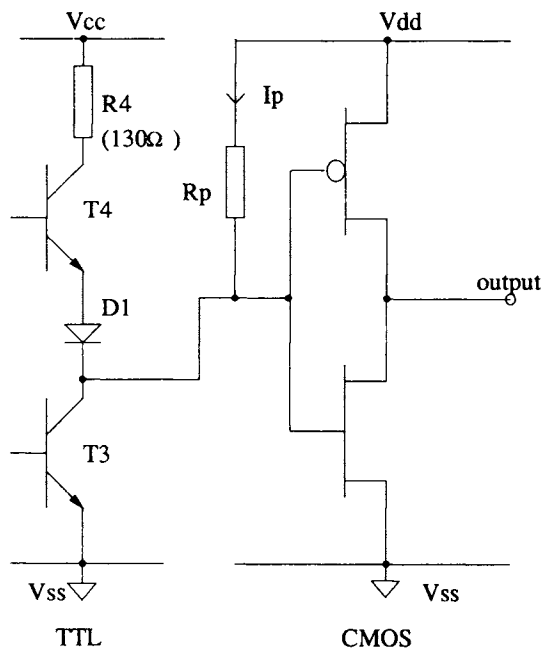 Vcc
Vdd
R4
(130Ω )
Ip
Rp
T4
D1
output
T3
Vss
Vss
TTL
CMOS